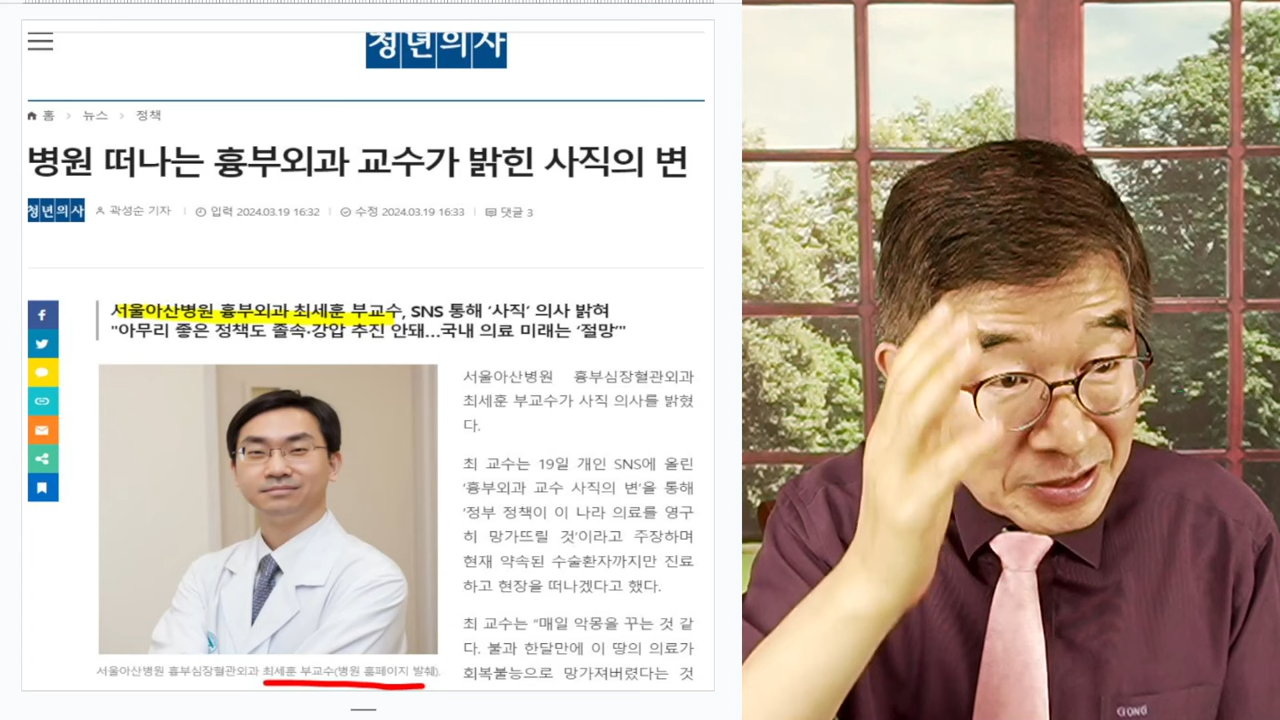 청년의사
홈 > 뉴스 > 정책
병원 떠나는 흉부외과 교수가 밝힌 사직의 변
청년의사 곽성순 기자 | 입력 2024.03.19 16:32 | 수정 2024.03.19 16:33 | 댓글 3
서울아산병원 흉부외과 최세훈 부교수, SNS 통해 ‘사직’ 의사 밝혀
"아무리 좋은 정책도 졸속·강압 추진 안돼…국내 의료 미래는 ‘절망’"
서울아산병원 흉부심장혈관외과
최세훈 부교수가 사직 의사를 밝혔
다.
최 교수는 19일 개인 SNS에 올린
‘흉부외과 교수 사직의 변’을 통해
‘정부 정책이 이 나라 의료를 영구
히 망가뜨릴 것’이라고 주장하며
현재 약속된 수술환자까지만 진료
하고 현장을 떠나겠다고 했다.
최 교수는 “매일 악몽을 꾸는 것 같
다. 불과 한달만에 이 땅의 의료가
회복불능으로 망가져버렸다는 것
서울아산병원 흉부심장혈관외과 최세훈 부교수(병원 홈페이지 발췌).